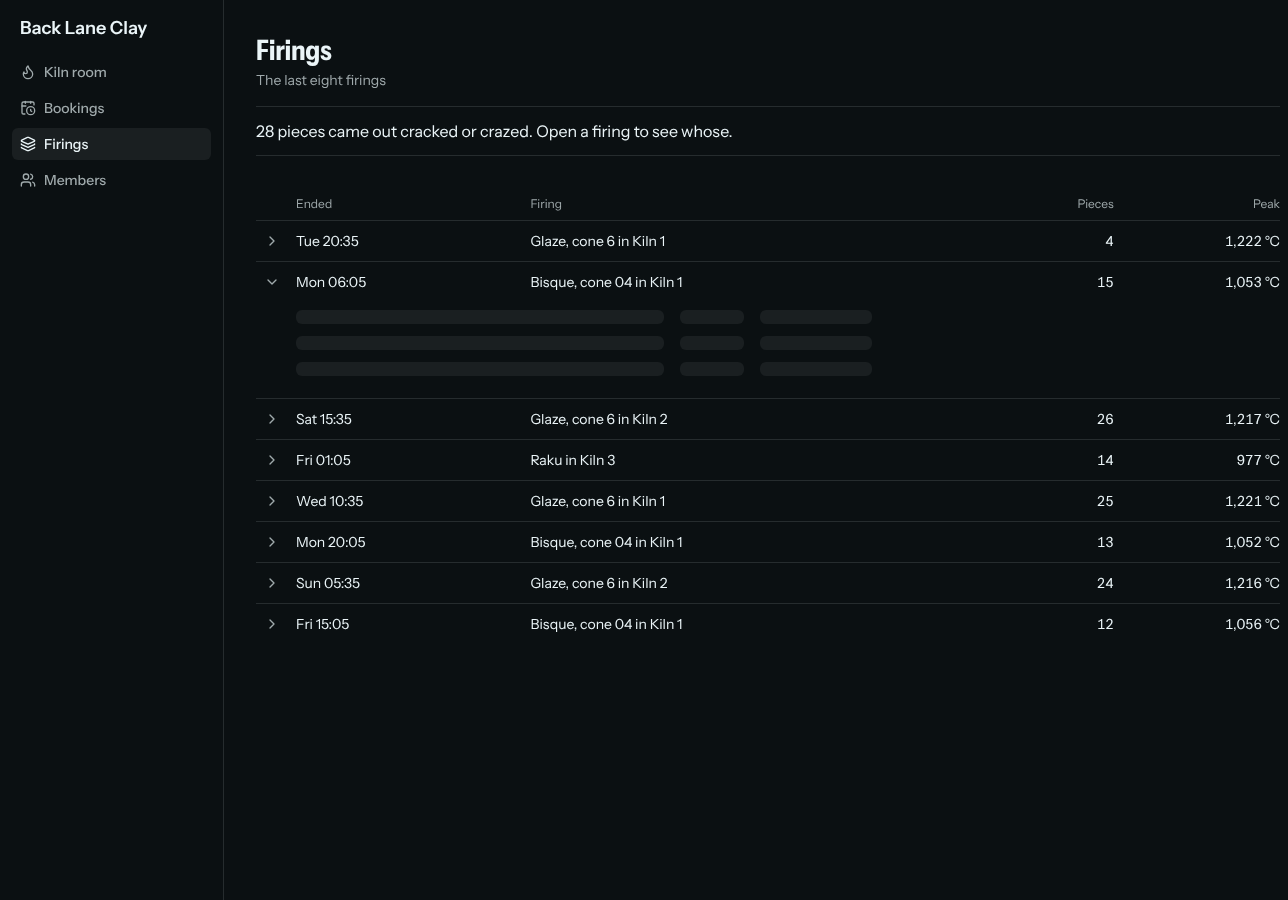 Back Lane Clay
Kiln room
Bookings
Firings
Members
Firings
The last eight firings
28 pieces came out cracked or crazed. Open a firing to see whose.
Ended Firing Pieces Peak
Tue 20:35 Glaze, cone 6 in Kiln 1 4 1,222 °C
Mon 06:05 Bisque, cone 04 in Kiln 1 15 1,053 °C
Sat 15:35 Glaze, cone 6 in Kiln 2 26 1,217 °C
Fri 01:05 Raku in Kiln 3 14 977 °C
Wed 10:35 Glaze, cone 6 in Kiln 1 25 1,221 °C
Mon 20:05 Bisque, cone 04 in Kiln 1 13 1,052 °C
Sun 05:35 Glaze, cone 6 in Kiln 2 24 1,216 °C
Fri 15:05 Bisque, cone 04 in Kiln 1 12 1,056 °C